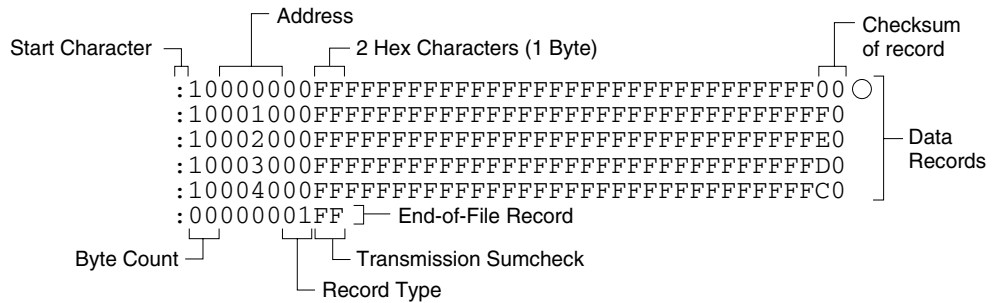 Address
Checksum
of record
Start Character
2 Hex Characters (1 Byte)
:10000000FFFFFFFFFFFFFFFFFFFFFFFFFFFFFFFF00
:10001000FFFFFFFFFFFFFFFFFFFFFFFFFFFFFFFFF0
:10002000FFFFFFFFFFFFFFFFFFFFFFFFFFFFFFFFE0
:10003000FFFFFFFFFFFFFFFFFFFFFFFFFFFFFFFFD0
:10004000FFFFFFFFFFFFFFFFFFFFFFFFFFFFFFFFC0
Data
Records
:00000001FF
End-of-File Record
Byte Count
Transmission Sumcheck
Record Type